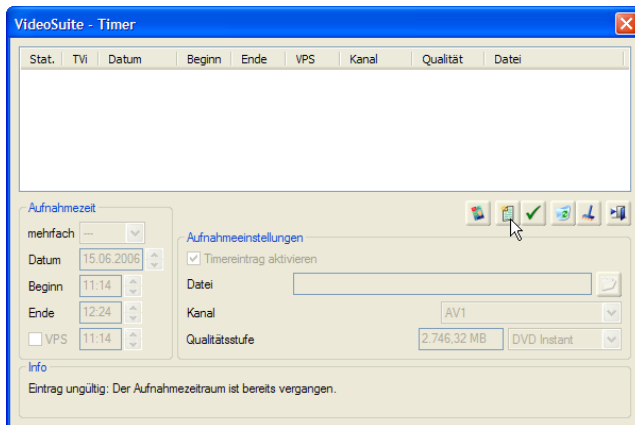 VideoSuite - Timer
Stat. TVi Datum Beginn Ende VPS Kanal Qualität Datei
Aufnahmezeit
mehrfach ---
Datum 15.06.2006
Beginn 11:14
Ende 12:24
VPS 11:14
Aufnahmeeinstellungen
Timereintrag aktivieren
Datei
Kanal AV1
Qualitätsstufe 2.746,32 MB DVD Instant
Info
Eintrag ungültig: Der Aufnahmezeitraum ist bereits vergangen.